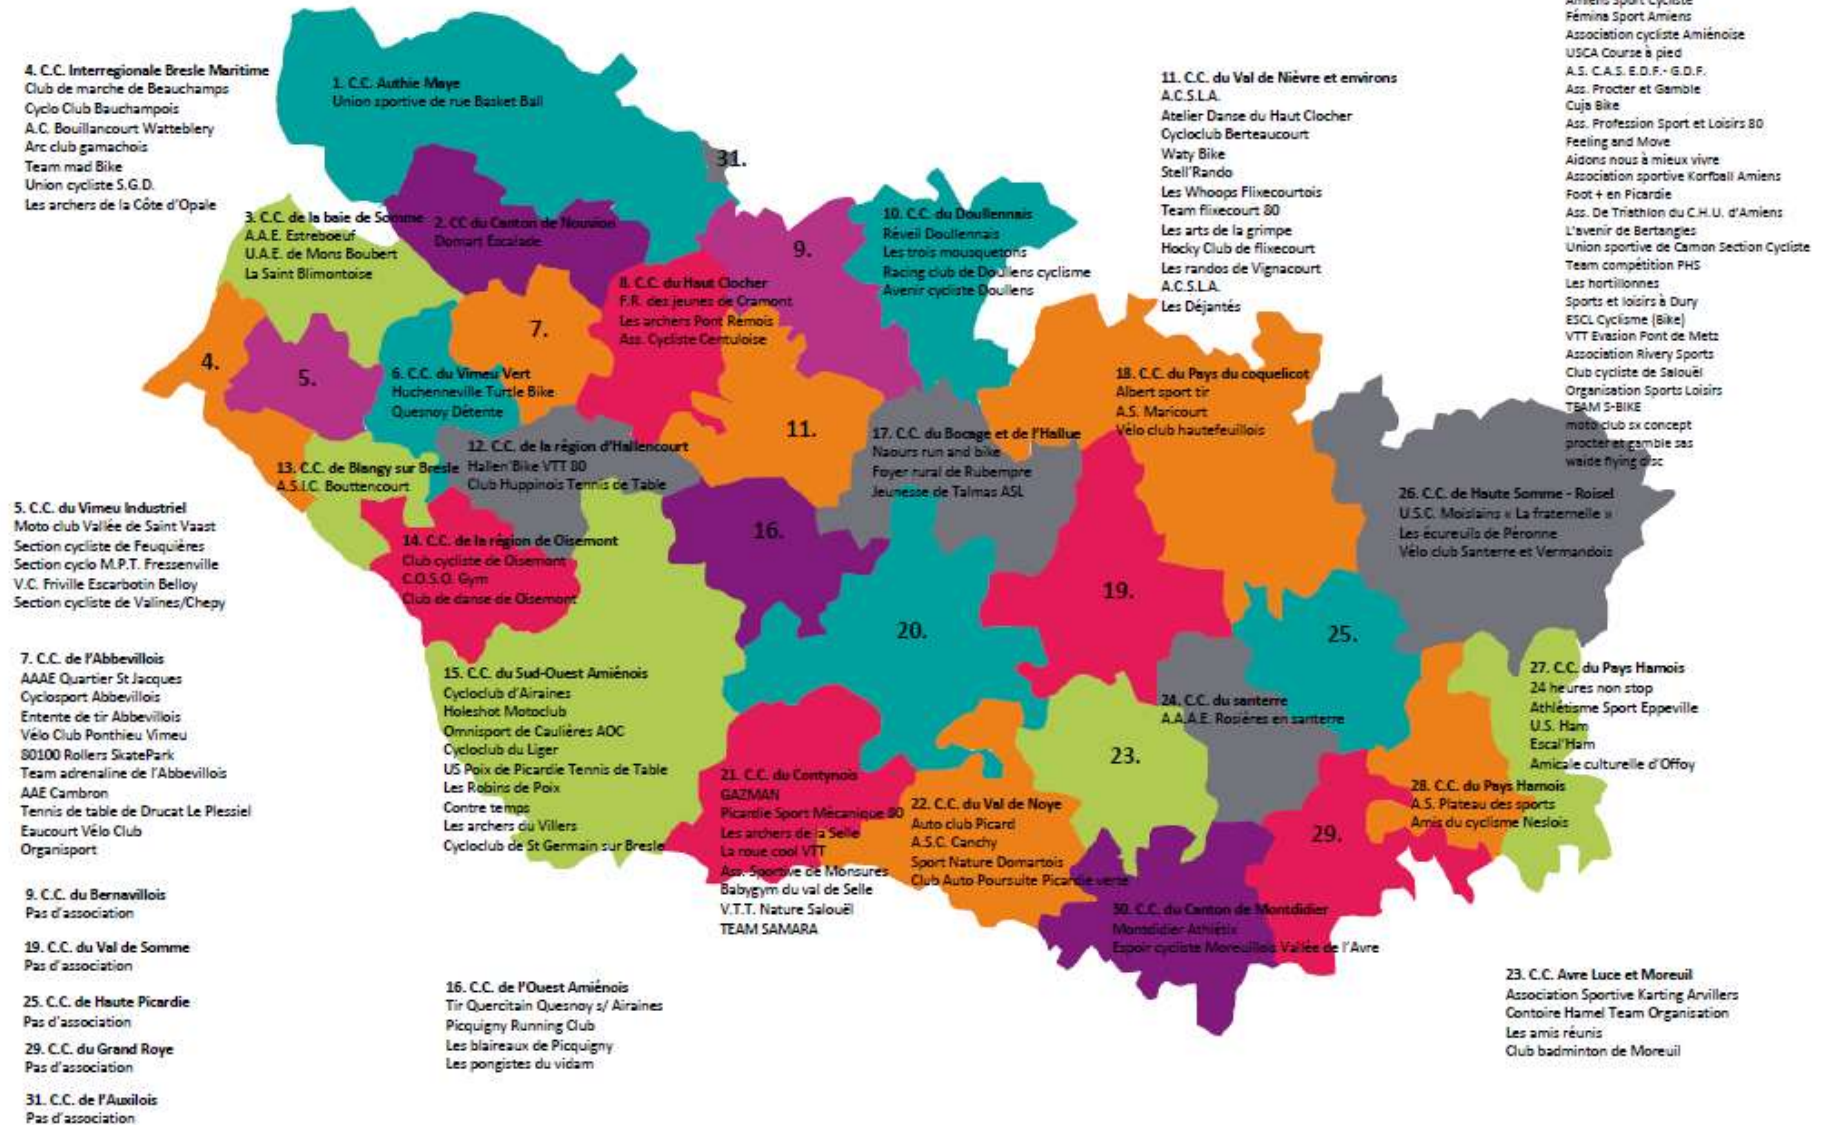 4. C.C. Interregionale Bresle Maritime
Club de marche de Beauchamps
Cyclo Club Bauchampois
A.C. Bouillancourt Watteblery
Arc club gamachois
Team mad Bike
Union cycliste S.G.D.
Les archers de la Côte d'Opale
1. C.C. Authie Maye
Union sportive de rue Basket Ball
31.
3. C.C. de la baie de Somme
A.A.E. Estreboeuf
U.A.E. de Mons Boubert
La Saint Blimontoise
2. CC du Canton de Nouvion
Domart Escalade
9.
10. C.C. du Doullennais
Réveil Doullennais
Les trois mousquetons
Racing club de Doullens cyclisme
Avenir cycliste Doullens
11. C.C. du Val de Nièvre et environs
A.C.S.L.A.
Atelier Danse du Haut Clocher
Cycloclub Berteaucourt
Waty Bike
Stell'Rando
Les Whoops Flixecourtois
Team flixecourt 80
Les arts de la grimpe
Hocky Club de flixecourt
Les randos de Vignacourt
A.C.S.L.A.
Les Déjantés
Amiens Sport Cycliste
Fémina Sport Amiens
Association cycliste Amiénoise
USCA Course à pied
A.S. C.A.S. E.D.F.- G.D.F.
Ass. Procter et Gamble
Cuja Bike
Ass. Profession Sport et Loisirs 80
Feeling and Move
Aidons nous à mieux vivre
Association sportive Korfball Amiens
Foot + en Picardie
Ass. De Triathlon du C.H.U. d'Amiens
L'avenir de Bertangles
Union sportive de Camon Section Cycliste
Team compétition PHS
Les hortillonnes
Sports et loisirs à Dury
ESCL Cyclisme (Bike)
VTT Evasion Pont de Metz
Association Rivery Sports
Club cycliste de Salouël
Organisation Sports Loisirs
TEAM S-BIKE
moto club sx concept
procter et gamble sas
waide flying disc
8. C.C. du Haut Clocher
F.R. des jeunes de Cramont
Les archers Pont Remois
Ass. Cycliste Centuloise
7.
4.
5.
6. C.C. du Vimeu Vert
Huchenneville Turtle Bike
Quesnoy Détente
18. C.C. du Pays du coquelicot
Albert sport tir
A.S. Maricourt
Vélo club hautefeuillois
11.
12. C.C. de la région d'Hallencourt
Hallen'Bike VTT 80
Club Huppinois Tennis de Table
17. C.C. du Bocage et de l'Hallue
Naours run and bike
Foyer rural de Rubempre
Jeunesse de Talmas ASL
13. C.C. de Blangy sur Bresle
A.S.I.C. Bouttencourt
26. C.C. de Haute Somme - Roisel
U.S.C. Moislains « La fraternelle »
Les écureuils de Péronne
Vélo club Santerre et Vermandois
5. C.C. du Vimeu Industriel
Moto club Vallée de Saint Vaast
Section cycliste de Feuquières
Section cyclo M.P.T. Fressenville
V.C. Friville Escarbotin Belloy
Section cycliste de Valines/Chepy
14. C.C. de la région de Oisemont
Club cycliste de Oisemont
C.O.S.O. Gym
Club de danse de Oisemont
16.
19.
20.
25.
7. C.C. de l'Abbevillois
AAAE Quartier St Jacques
Cyclosport Abbevillois
Entente de tir Abbevillois
Vélo Club Ponthieu Vimeu
80100 Rollers SkatePark
Team adrenaline de l'Abbevillois
AAE Cambron
Tennis de table de Drucat Le Plessiel
Eaucourt Vélo Club
Organisport
15. C.C. du Sud-Ouest Amiénois
Cycloclub d'Airaines
Holeshot Motoclub
Omnisport de Caulières AOC
Cycloclub du Liger
US Poix de Picardie Tennis de Table
Les Robins de Poix
Contre temps
Les archers du Villers
Cycloclub de St Germain sur Bresle
24. C.C. du santerre
A.A.A.E. Rosières en santerre
27. C.C. du Pays Hamois
24 heures non stop
Athlétisme Sport Eppeville
U.S. Ham
Escal'Ham
Amicale culturelle d'Offoy
23.
21. C.C. du Contynois
GAZMAN
Picardie Sport Mécanique 80
Les archers de la Selle
La roue cool VTT
Ass. Sportive de Monsures
Babygym du val de Selle
V.T.T. Nature Salouël
TEAM SAMARA
22. C.C. du Val de Noye
Auto club Picard
A.S.C. Canchy
Sport Nature Domartois
Club Auto Poursuite Picardie verte
28. C.C. du Pays Hamois
A.S. Plateau des sports
Amis du cyclisme Neslois
29.
30. C.C. du Canton de Montdidier
Montdidier Athlétix
Espoir cycliste Moreuillois Vallée de l'Avre
9. C.C. du Bernavillois
Pas d'association
19. C.C. du Val de Somme
Pas d'association
25. C.C. de Haute Picardie
Pas d'association
29. C.C. du Grand Roye
Pas d'association
31. C.C. de l'Auxilois
Pas d'association
16. C.C. de l'Ouest Amiénois
Tir Quercitain Quesnoy s/ Airaines
Picquigny Running Club
Les blaireaux de Picquigny
Les pongistes du vidam
23. C.C. Avre Luce et Moreuil
Association Sportive Karting Arvillers
Contoire Hamel Team Organisation
Les amis réunis
Club badminton de Moreuil